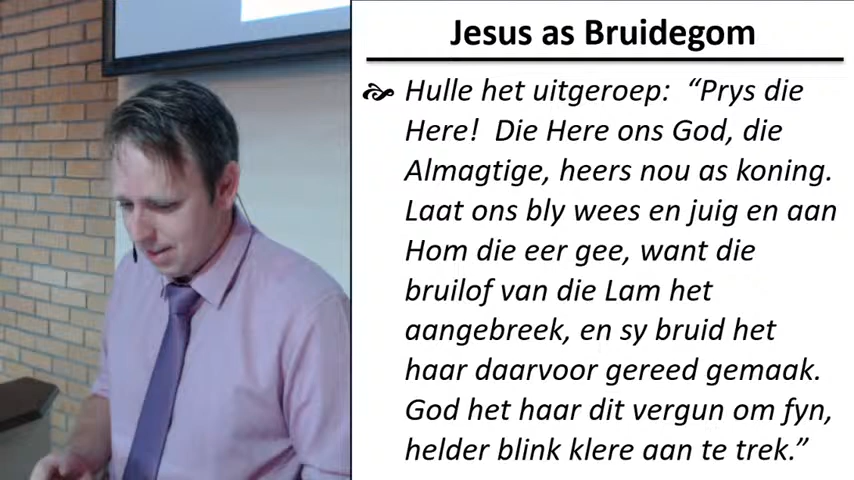 Jesus as Bruidegom
Hulle het uitgeroep: “Prys die
Here! Die Here ons God, die
Almagtige, heers nou as koning.
Laat ons bly wees en juig en aan
Hom die eer gee, want die
bruilof van die Lam het
aangebreek, en sy bruid het
haar daarvoor gereed gemaak.
God het haar dit vergun om fyn,
helder blink klere aan te trek.”